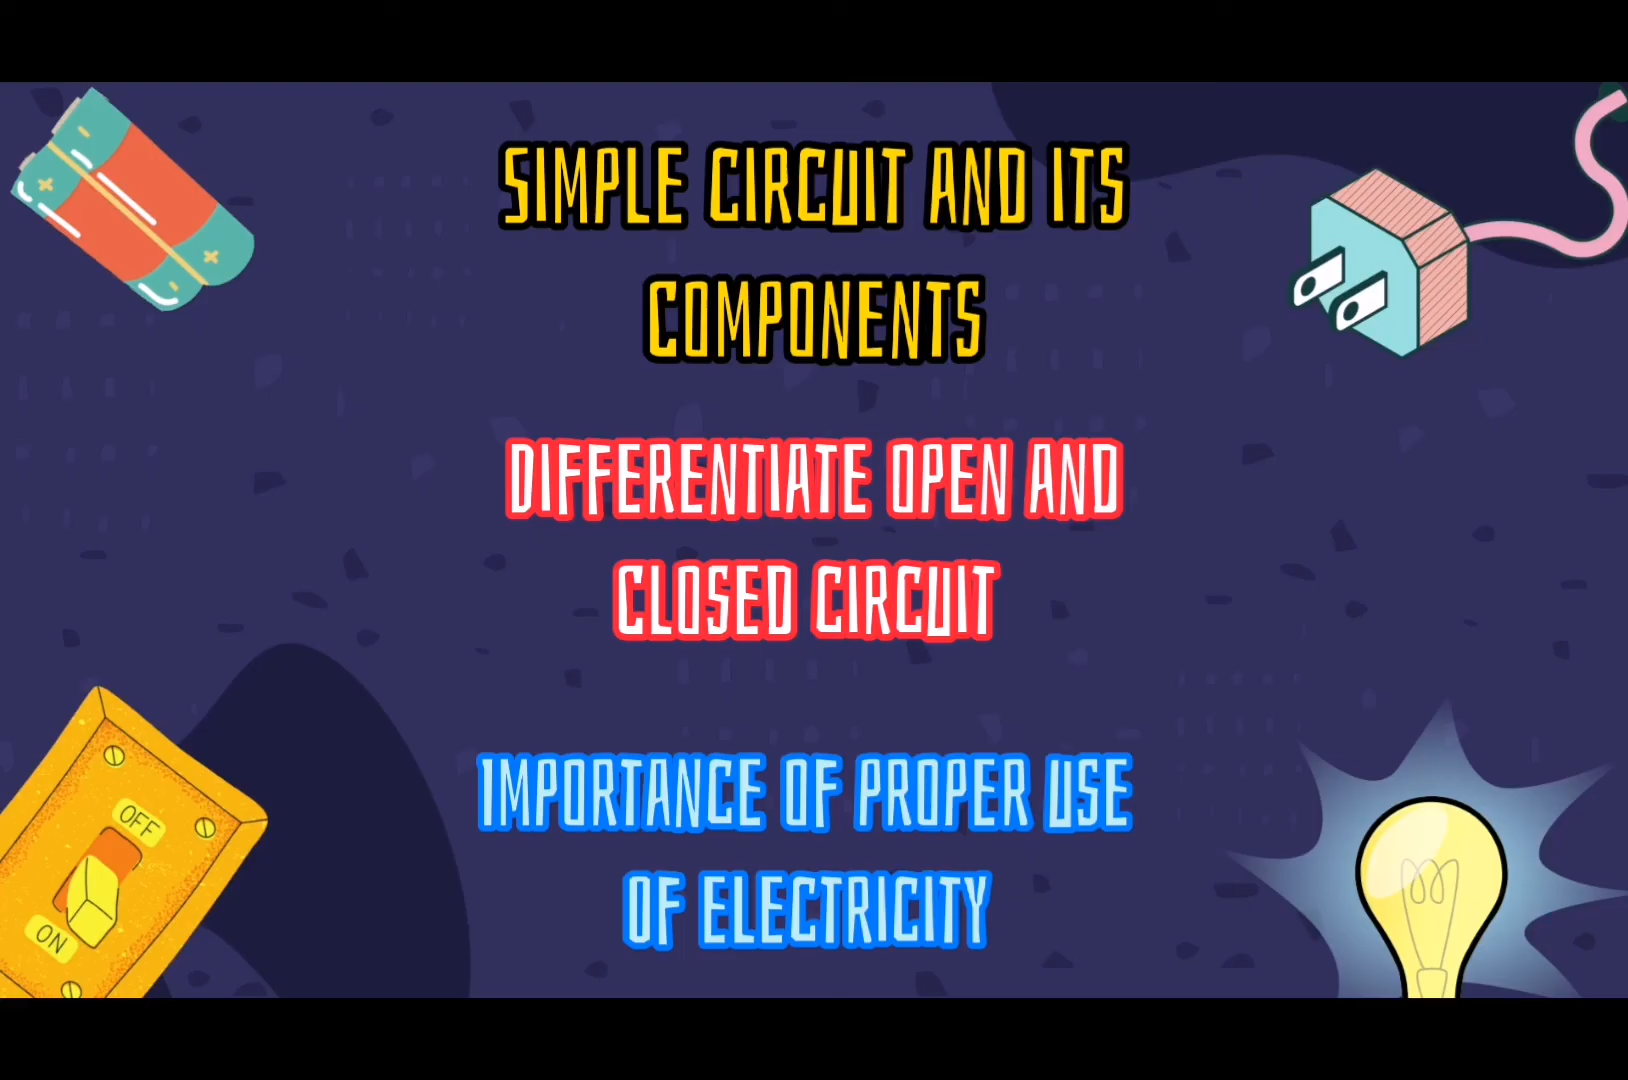 SIMPLE CIRCUIT AND ITS
COMPONENTS
DIFFERENTIATE OPEN AND
CLOSED CIRCUIT
IMPORTANCE OF PROPER USE
OF ELECTRICITY
OFF
ON